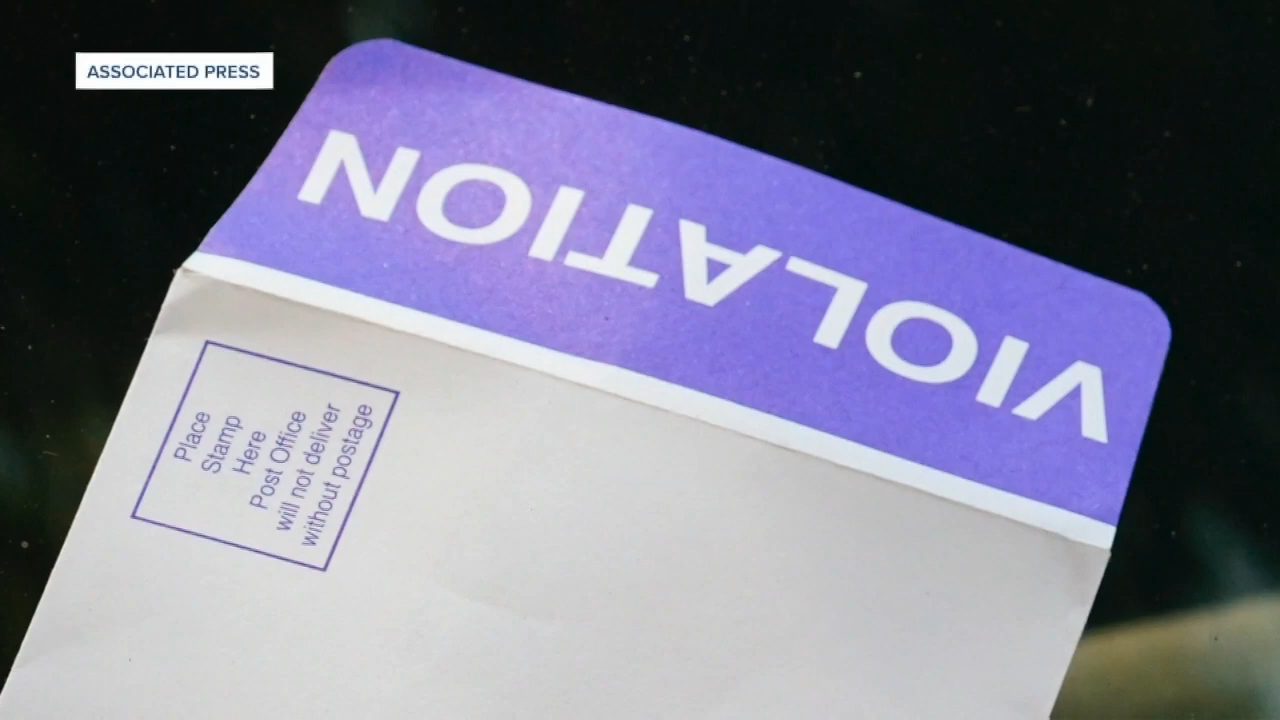 ASSOCIATED PRESS
VIOLATION
Place
Stamp
Here
Post Office
will not deliver
without postage